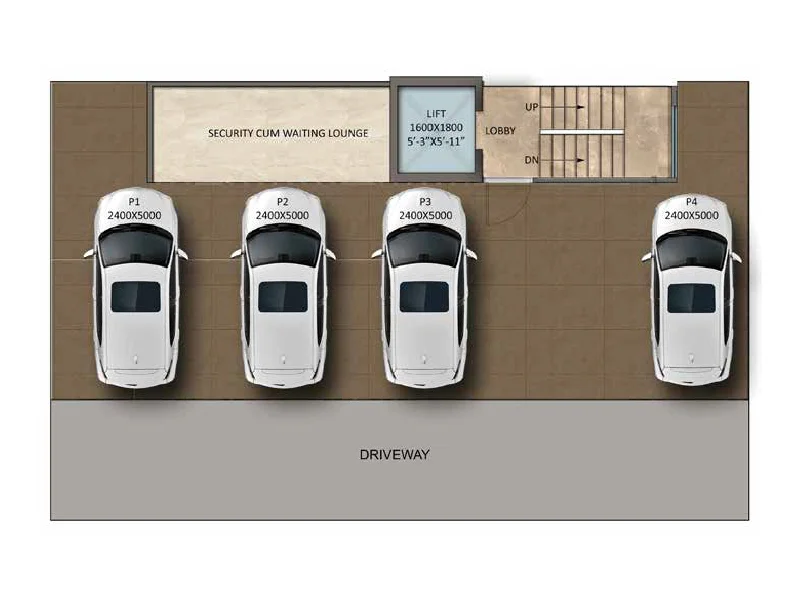 LIFT
1600X1800
5'-3"X5'-11"
SECURITY CUM WAITING LOUNGE
LOBBY
UP
DN
P1
2400X5000
P2
2400X5000
P3
2400X5000
P4
2400X5000
DRIVEWAY